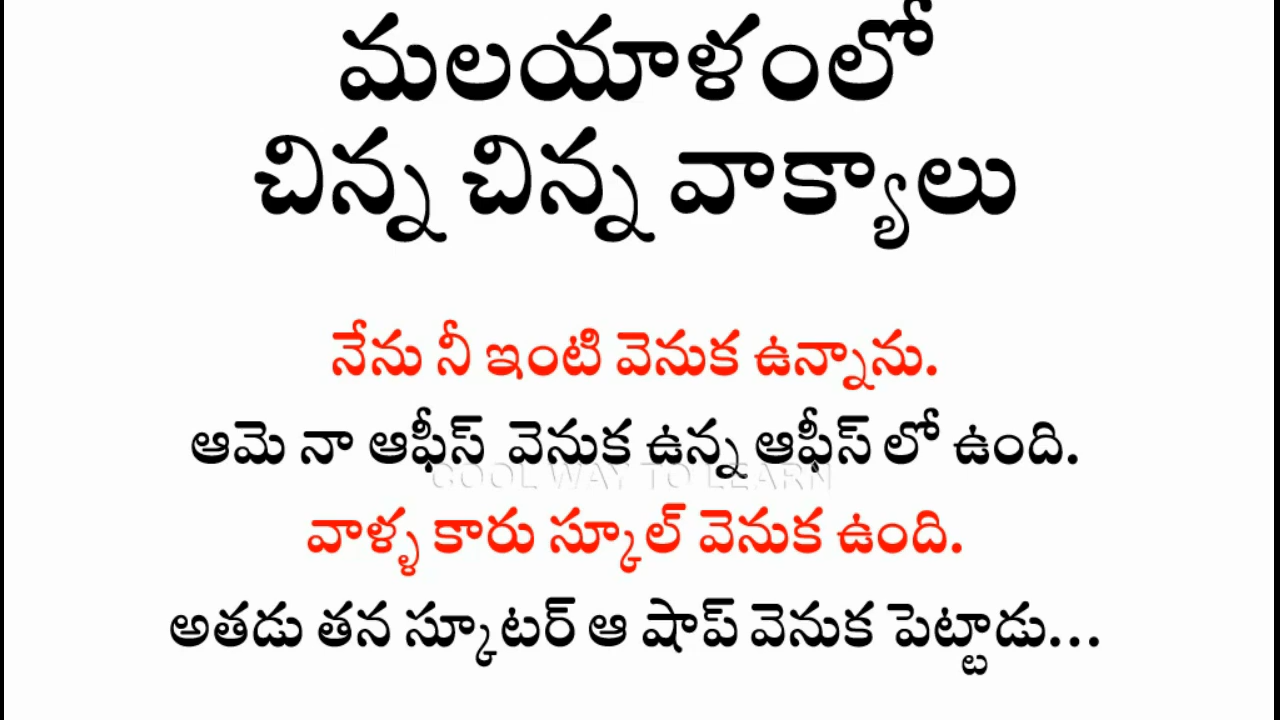 మలయాళంలో
చిన్న చిన్న వాక్యాలు
నేను నీ ఇంటి వెనుక ఉన్నాను.
ఆమె నా ఆఫీస్ వెనుక ఉన్న ఆఫీస్ లో ఉంది.
COOL WAY TO LEARN
వాళ్ళ కారు స్కూల్ వెనుక ఉంది.
అతడు తన స్కూటర్ ఆ షాప్ వెనుక పెట్టాడు...